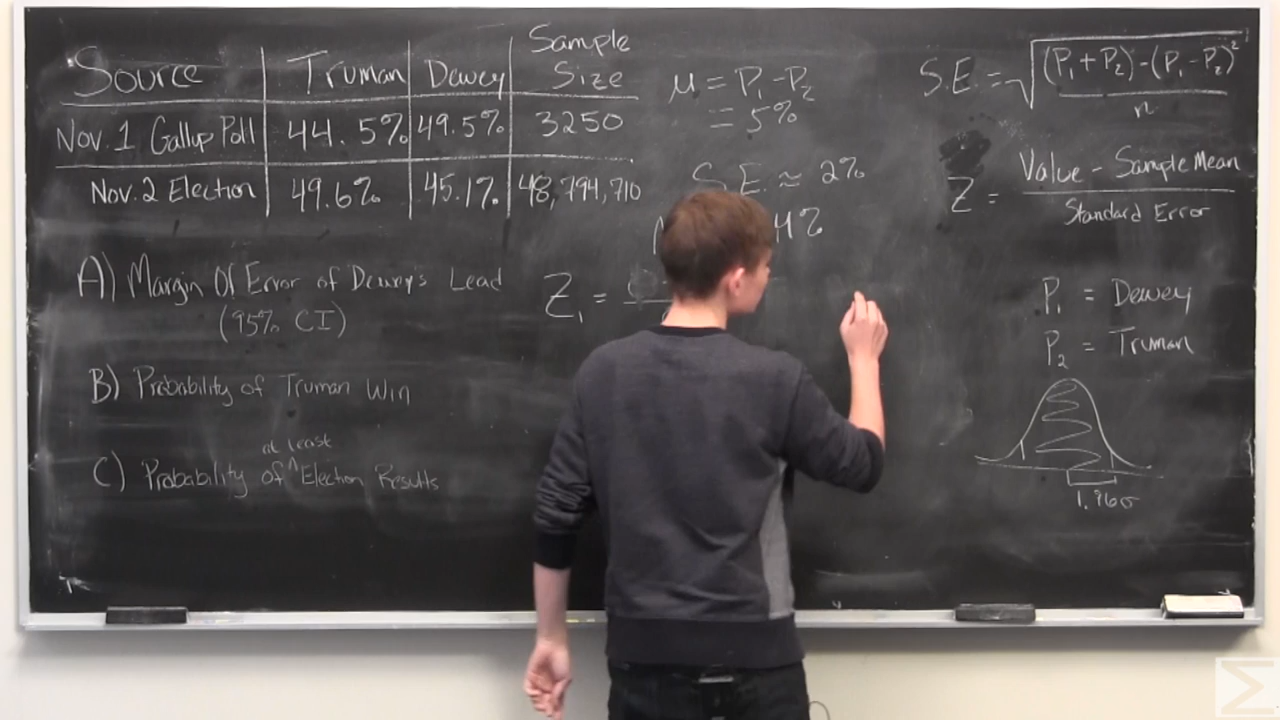 Source | Truman | Dewey | Sample Size
Nov. 1 Gallup Poll | 44.5% | 49.5% | 3250
Nov. 2 Election | 49.6% | 45.1% | 48,794,710
A) Margin Of Error of Dewey's Lead
(95% CI)
B) Probability of Truman Win
at least
C) Probability of ^ Election Results
μ = P₁-P₂
= 5%
S.E. ≈ 2%
4%
Z₁ =
S.E. = √((P₁+P₂)-(P₁-P₂)²/n)
Z = Value - Sample Mean
Standard Error
P₁ = Dewey
P₂ = Truman
1.96σ
Σ